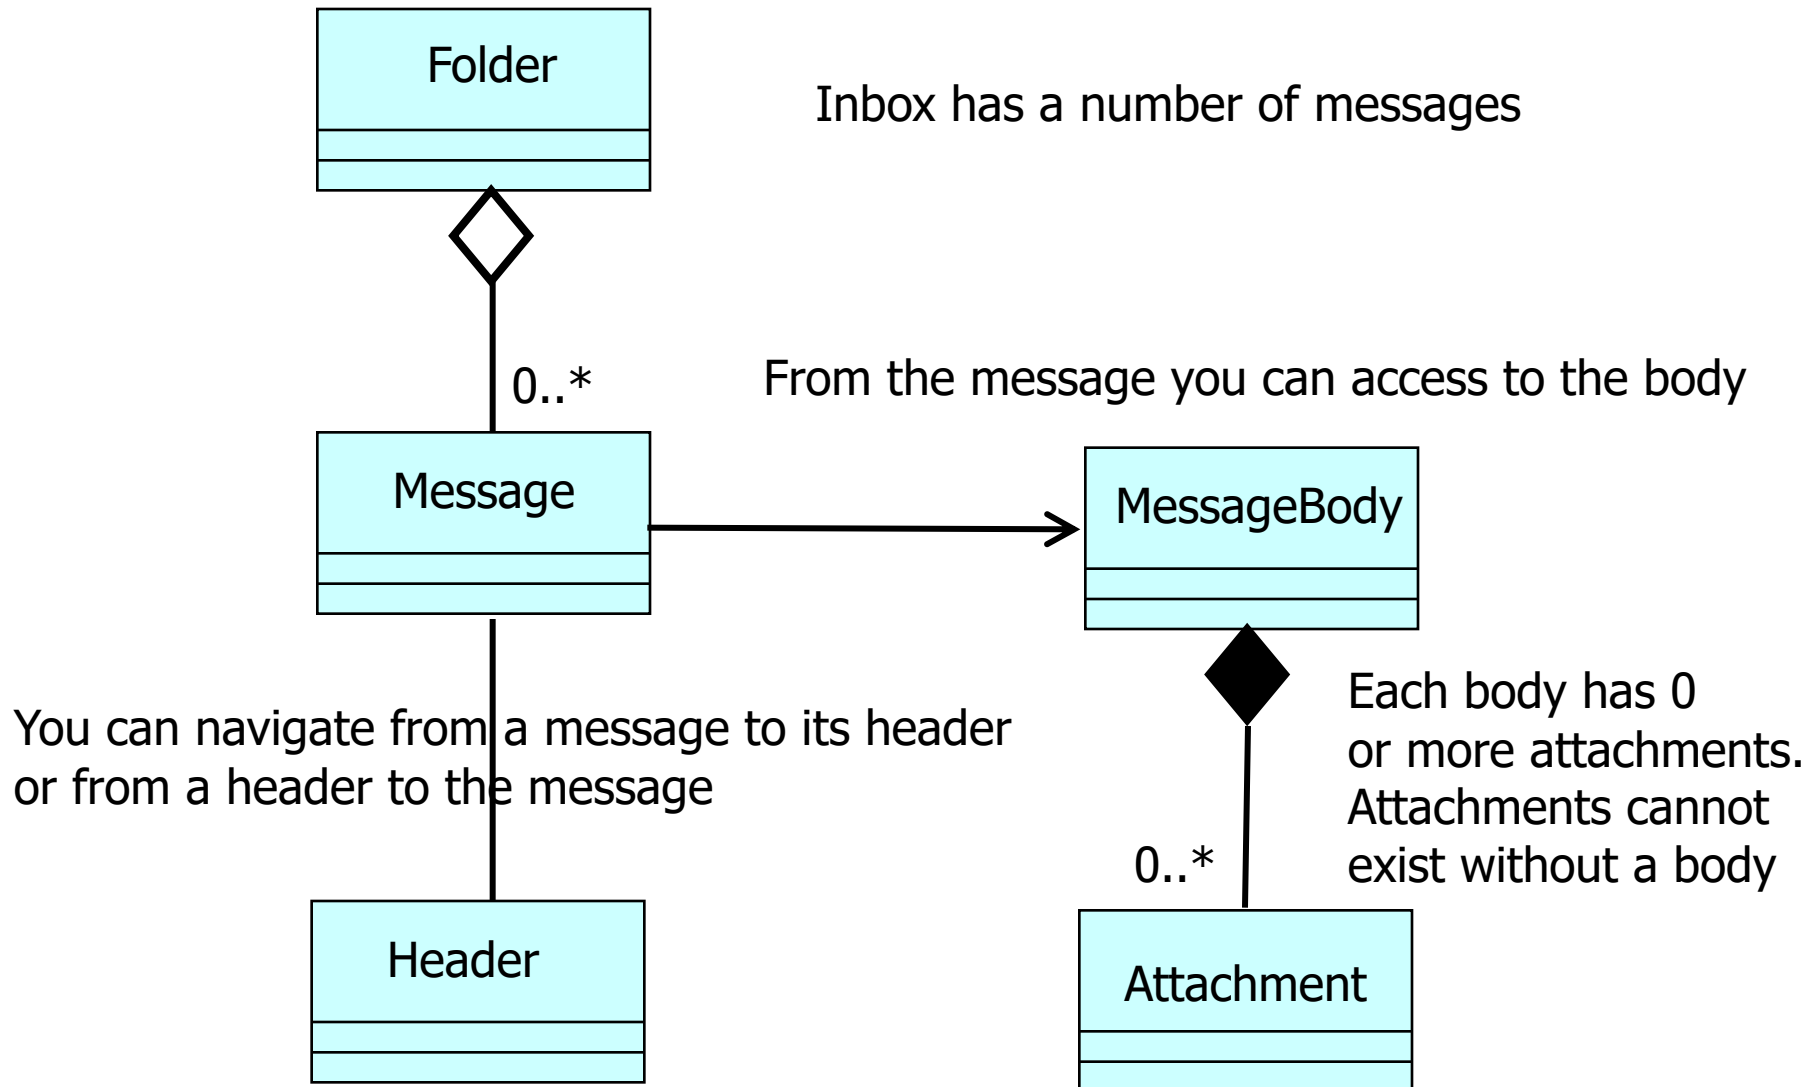 Folder
Inbox has a number of messages
0..*
From the message you can access to the body
Message
MessageBody
You can navigate from a message to its header
or from a header to the message
Each body has 0
or more attachments.
Attachments cannot
exist without a body
0..*
Header
Attachment